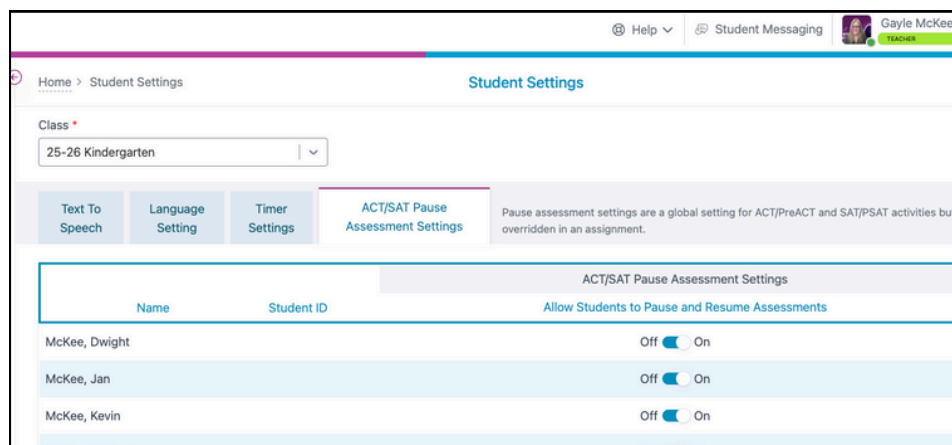 Help
Student Messaging
Gayle McKee
TEACHER
Home > Student Settings
Student Settings
Class *
25-26 Kindergarten
Text To
Speech
Language
Setting
Timer
Settings
ACT/SAT Pause
Assessment Settings
Pause assessment settings are a global setting for ACT/PreACT and SAT/PSAT activities bu
overridden in an assignment.
ACT/SAT Pause Assessment Settings
Name Student ID Allow Students to Pause and Resume Assessments
McKee, Dwight Off On
McKee, Jan Off On
McKee, Kevin Off On